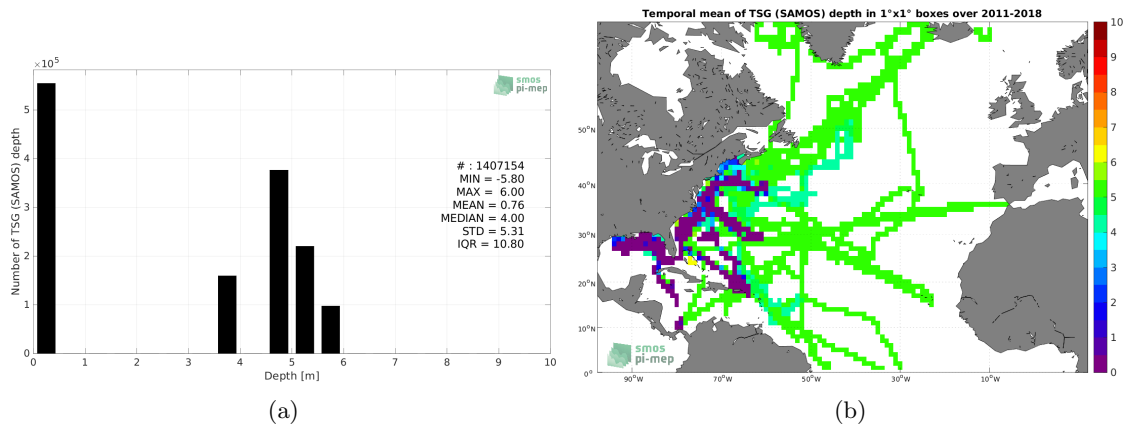 ×10⁵
5
4
3
2
1
0
Number of TSG (SAMOS) depth
smos
pi-mep
# : 1407154
MIN = -5.80
MAX = 6.00
MEAN = 0.76
MEDIAN = 4.00
STD = 5.31
IQR = 10.80
0 1 2 3 4 5 6 7 8 9 10
Depth [m]
(a)
Temporal mean of TSG (SAMOS) depth in 1°x1° boxes over 2011-2018
50°N
40°N
30°N
20°N
10°N
0°
smos
pi-mep
90°W 70°W 50°W 30°W 10°W
10
9
8
7
6
5
4
3
2
1
0
(b)